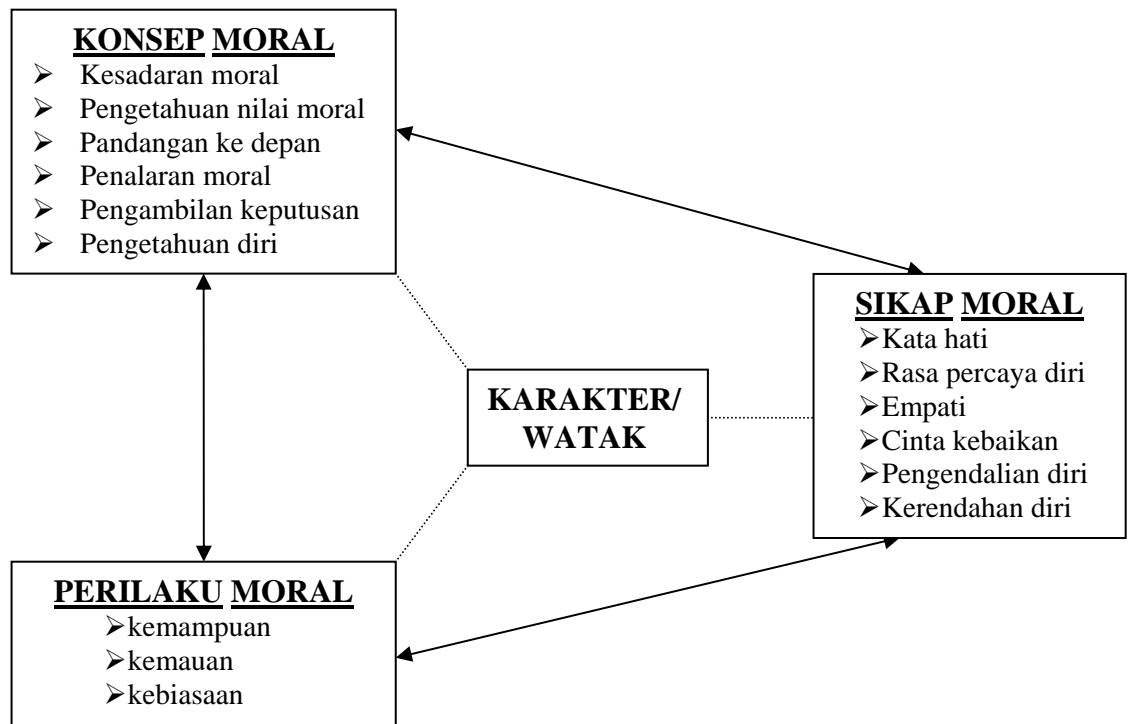 KONSEP MORAL
➢ Kesadaran moral
➢ Pengetahuan nilai moral
➢ Pandangan ke depan
➢ Penalaran moral
➢ Pengambilan keputusan
➢ Pengetahuan diri
SIKAP MORAL
➢Kata hati
➢Rasa percaya diri
➢Empati
➢Cinta kebaikan
➢Pengendalian diri
➢Kerendahan diri
KARAKTER/
WATAK
PERILAKU MORAL
➢kemampuan
➢kemauan
➢kebiasaan